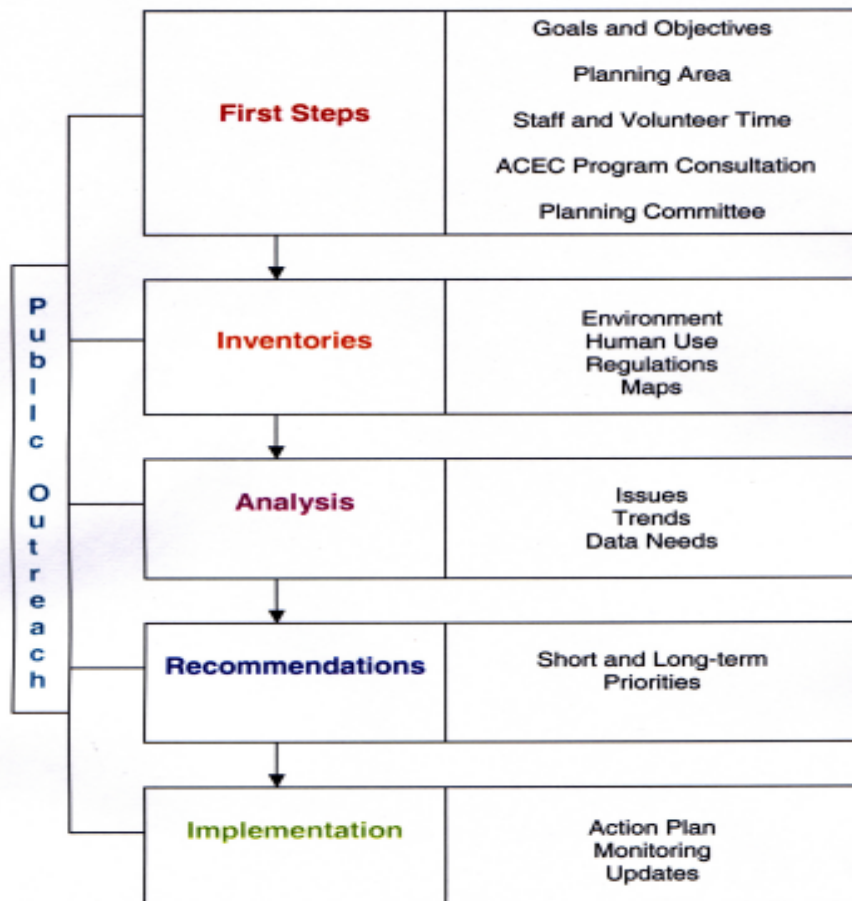 Public Outreach
First Steps
Goals and Objectives
Planning Area
Staff and Volunteer Time
ACEC Program Consultation
Planning Committee
Inventories
Environment
Human Use
Regulations
Maps
Analysis
Issues
Trends
Data Needs
Recommendations
Short and Long-term
Priorities
Implementation
Action Plan
Monitoring
Updates